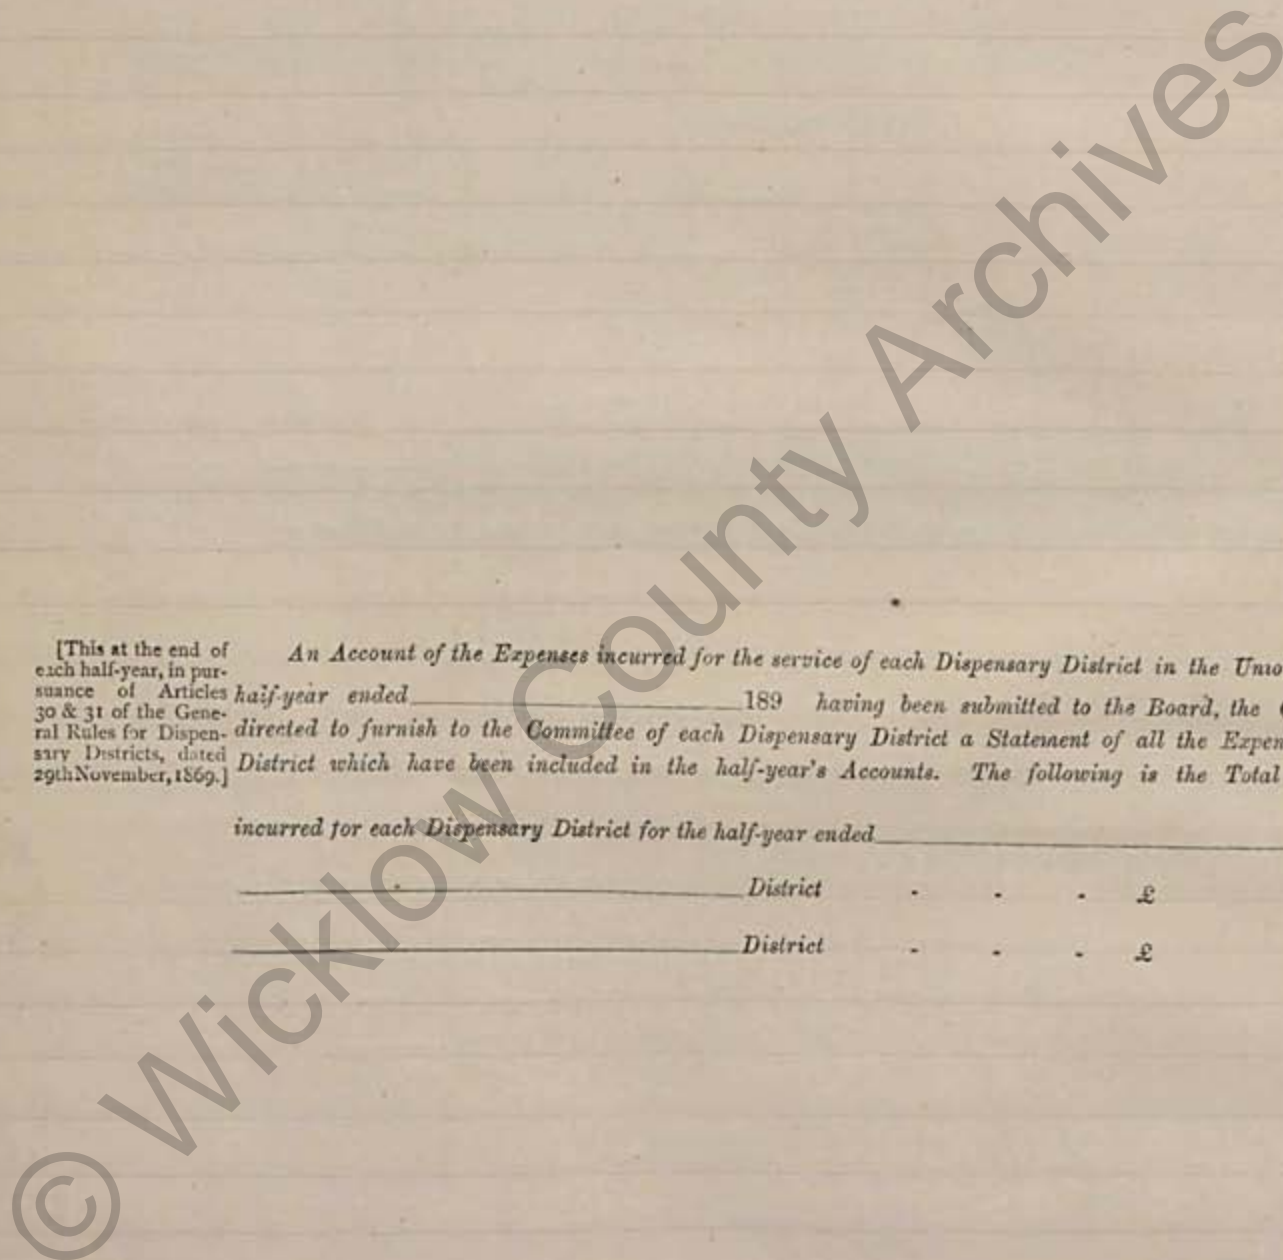 [This at the end of
each half-year, in pur-
suance of Articles
30 & 31 of the Gene-
ral Rules for Dispen-
sary Districts, dated
29th November, 1869.]
An Account of the Expenses incurred for the service of each Dispensary District in the Unio
half-year ended 189 having been submitted to the Board, the
directed to furnish to the Committee of each Dispensary District a Statement of all the Expen
District which have been included in the half-year's Accounts. The following is the Total
incurred for each Dispensary District for the half-year ended
District - - - £
District - - - £
© Wicklow County Archives